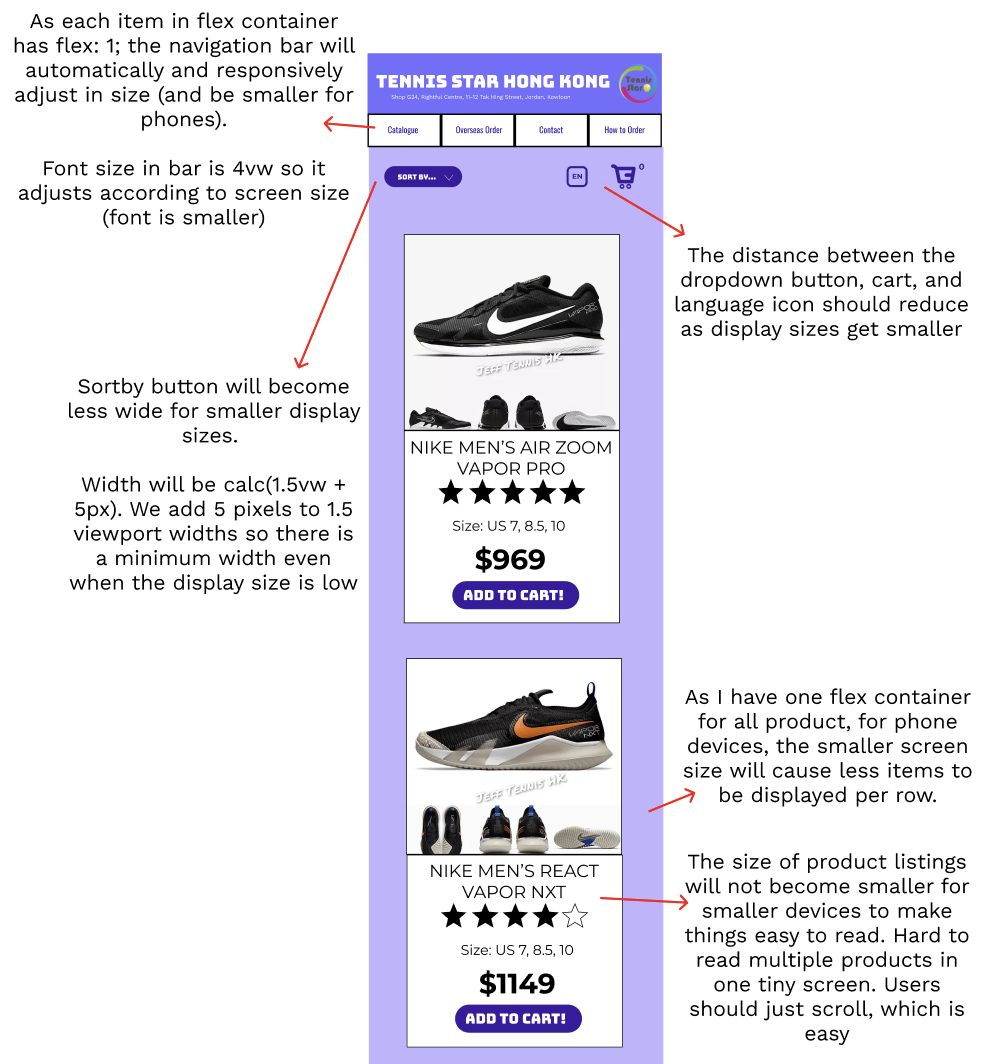 As each item in flex container
has flex: 1; the navigation bar will
automatically and responsively
adjust in size (and be smaller for
phones).
Font size in bar is 4vw so it
adjusts according to screen size
(font is smaller)
Sortby button will become
less wide for smaller display
sizes.
Width will be calc(1.5vw +
5px). We add 5 pixels to 1.5
viewport widths so there is
a minimum width even
when the display size is low
TENNIS STAR HONG KONG
Shop G24, Rightful Centre, 11-12 Tak Hing Street, Jordan, Kowloon
Tennis
Star
Catalogue
Overseas Order
Contact
How to Order
SORT BY...
EN
0
VAPOR
PRO
JEFF TENNIS HK
NIKE MEN'S AIR ZOOM
VAPOR PRO
Size: US 7, 8.5, 10
$969
ADD TO CART!
VAPOR
NXT
JEFF TENNIS HK
NIKE MEN'S REACT
VAPOR NXT
Size: US 7, 8.5, 10
$1149
ADD TO CART!
The distance between the
dropdown button, cart, and
language icon should reduce
as display sizes get smaller
As I have one flex container
for all product, for phone
devices, the smaller screen
size will cause less items to
be displayed per row.
The size of product listings
will not become smaller for
smaller devices to make
things easy to read. Hard to
read multiple products in
one tiny screen. Users
should just scroll, which is
easy